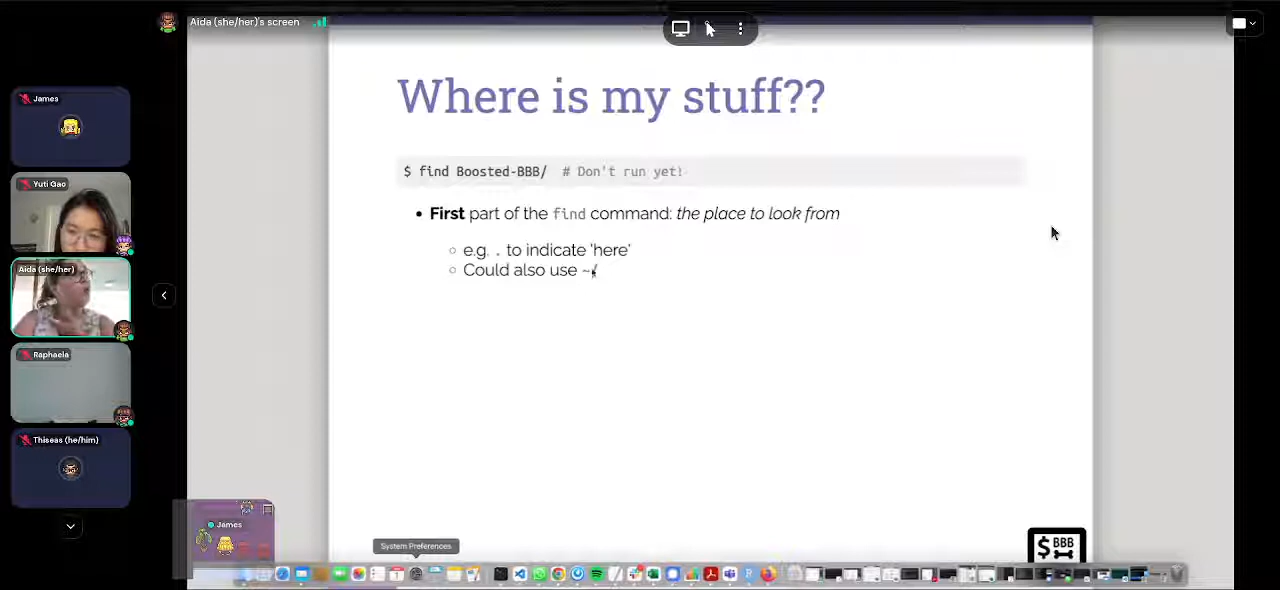 Aida (she/her)'s screen
James
Yuti Gao
Aida (she/her)
Raphaela
Thiseas (he/him)
Where is my stuff??
$ find Boosted-BBB/ # Don't run yet!
• First part of the find command: the place to look from
○ e.g. . to indicate 'here'
○ Could also use ~/
James
System Preferences
$ BBB